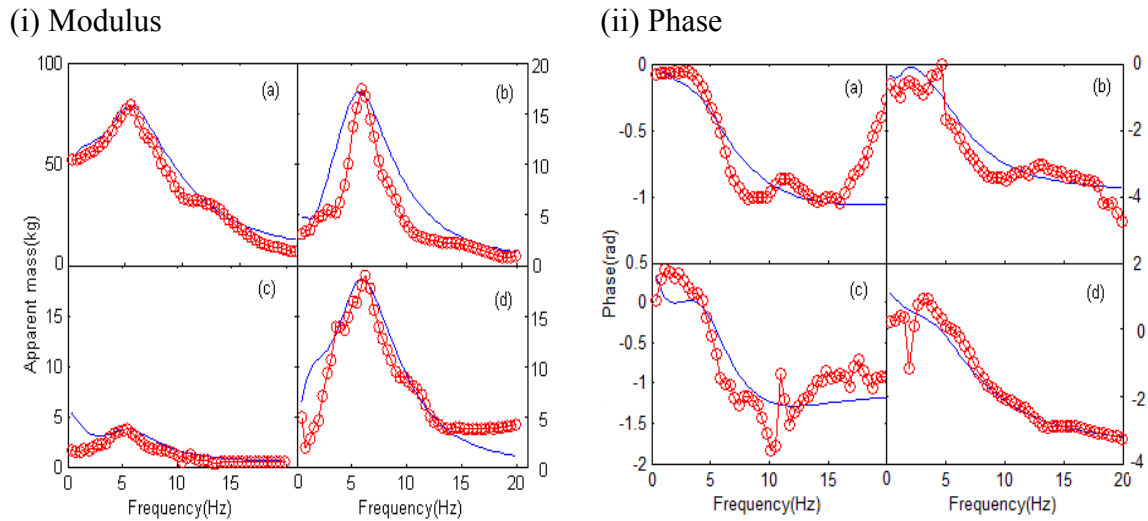 (i) Modulus
(ii) Phase
100
50
0
(a)
(b)
20
15
10
5
0
Apparent mass(kg)
15
10
5
0
(c)
(d)
15
10
5
0
0 5 10 15 0 5 10 15 20
Frequency(Hz) Frequency(Hz)
0
-0.5
-1
(a)
(b)
0
-2
-4
Phase(rad)
0.5
0
-0.5
-1
-1.5
-2
(c)
(d)
2
0
-2
-4
0 5 10 15 0 5 10 15 20
Frequency(Hz) Frequency(Hz)